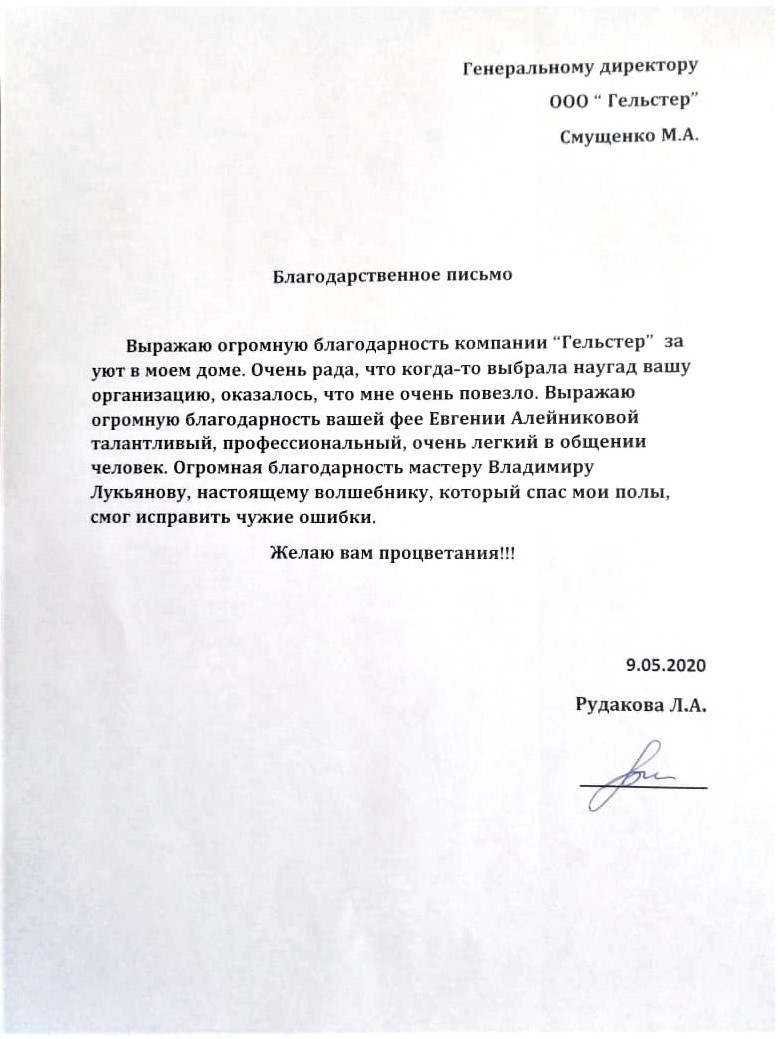 Генеральному директору
ООО “ Гельстер”
Смущенко М.А.
Благодарственное письмо
Выражаю огромную благодарность компании “Гельстер” за
уют в моем доме. Очень рада, что когда-то выбрала наугад вашу
организацию, оказалось, что мне очень повезло. Выражаю
огромную благодарность вашей фее Евгении Алейниковой
талантливый, профессиональный, очень легкий в общении
человек. Огромная благодарность мастеру Владимиру
Лукьянову, настоящему волшебнику, который спас мои полы,
смог исправить чужие ошибки.
Желаю вам процветания!!!
9.05.2020
Рудакова Л.А.